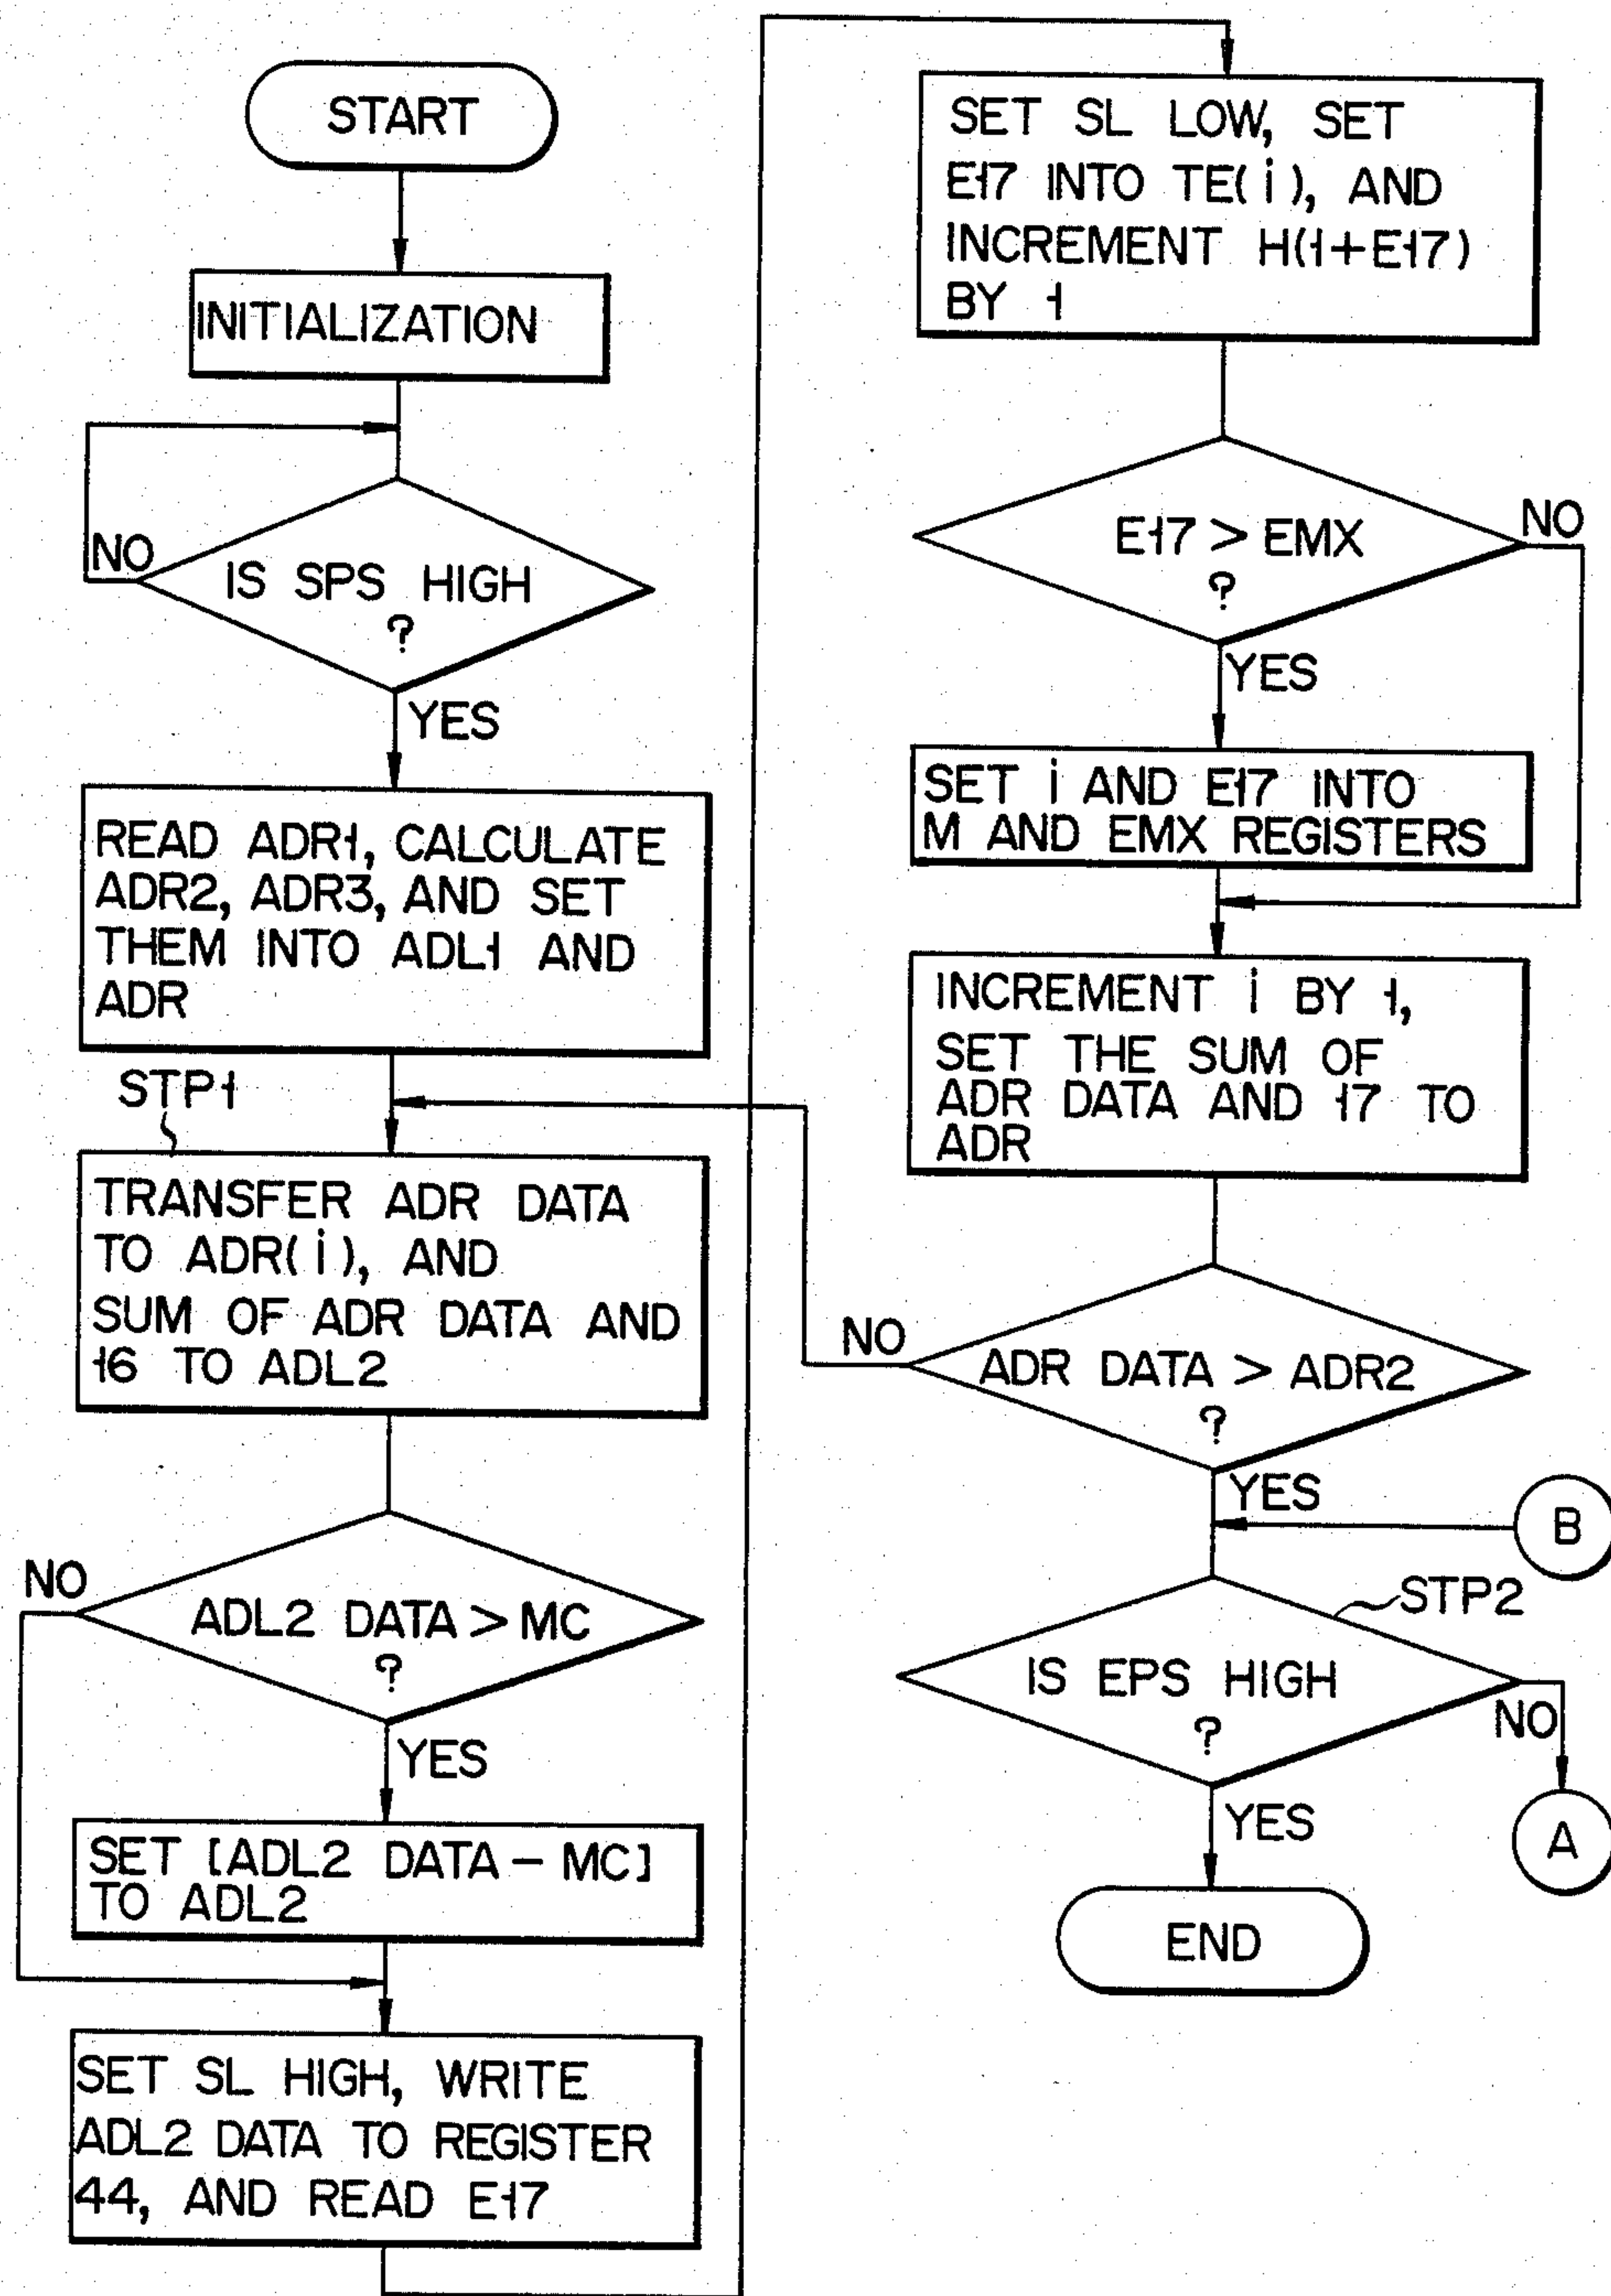 START
INITIALIZATION
NO
IS SPS HIGH
?
YES
READ ADR1, CALCULATE
ADR2, ADR3, AND SET
THEM INTO ADL1 AND
ADR
STP1
TRANSFER ADR DATA
TO ADR(i), AND
SUM OF ADR DATA AND
16 TO ADL2
NO
ADL2 DATA > MC
?
YES
SET [ADL2 DATA - MC]
TO ADL2
SET SL HIGH, WRITE
ADL2 DATA TO REGISTER
44, AND READ E17
SET SL LOW, SET
E17 INTO TE(i), AND
INCREMENT H(1+E17)
BY 1
E17 > EMX
?
NO
YES
SET i AND E17 INTO
M AND EMX REGISTERS
INCREMENT i BY 1,
SET THE SUM OF
ADR DATA AND 17 TO
ADR
NO
ADR DATA > ADR2
?
YES
B
STP2
IS EPS HIGH
?
NO
YES
A
END